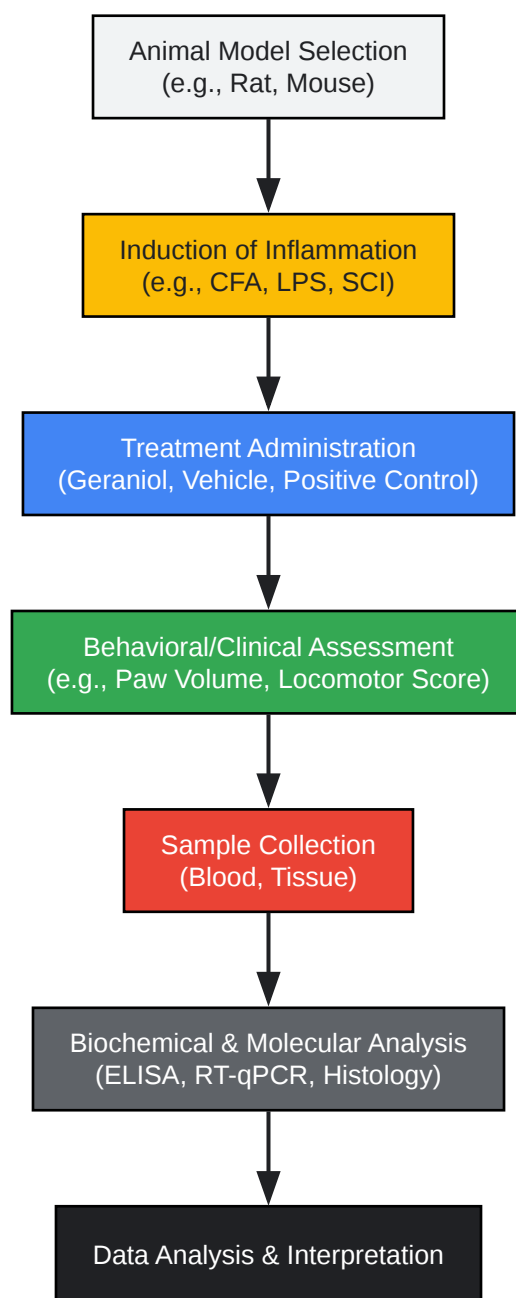 Animal Model Selection
(e.g., Rat, Mouse)
Induction of Inflammation
(e.g., CFA, LPS, SCI)
Treatment Administration
(Geraniol, Vehicle, Positive Control)
Behavioral/Clinical Assessment
(e.g., Paw Volume, Locomotor Score)
Sample Collection
(Blood, Tissue)
Biochemical & Molecular Analysis
(ELISA, RT-qPCR, Histology)
Data Analysis & Interpretation